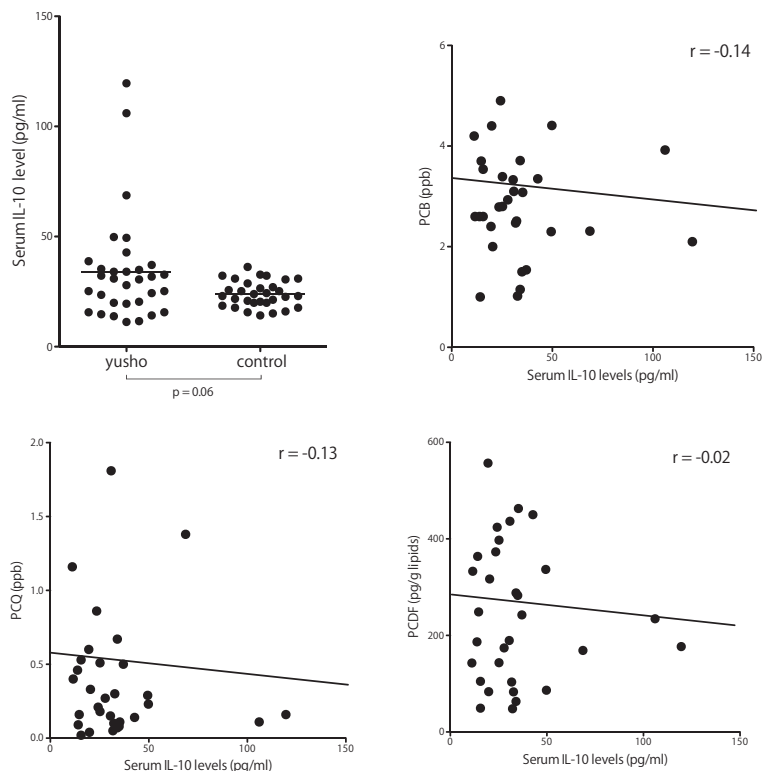 150
100
50
0
Serum IL-10 level (pg/ml)
yusho control
p = 0.06
r = -0.14
6
4
2
0
PCB (ppb)
0 50 100 150
Serum IL-10 levels (pg/ml)
r = -0.13
2.0
1.5
1.0
0.5
0.0
PCQ (ppb)
0 50 100 150
Serum IL-10 levels (pg/ml)
r = -0.02
600
400
200
0
PCDF (pg/g lipids)
0 50 100 150
Serum IL-10 levels (pg/ml)